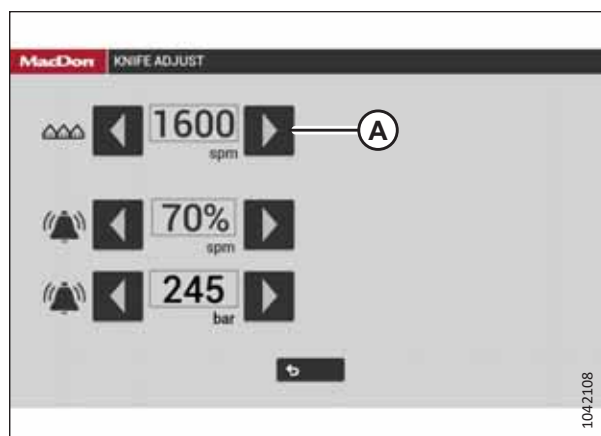 MacDon KNIFE ADJUST
1600
spm
A
70%
spm
245
bar
1042108